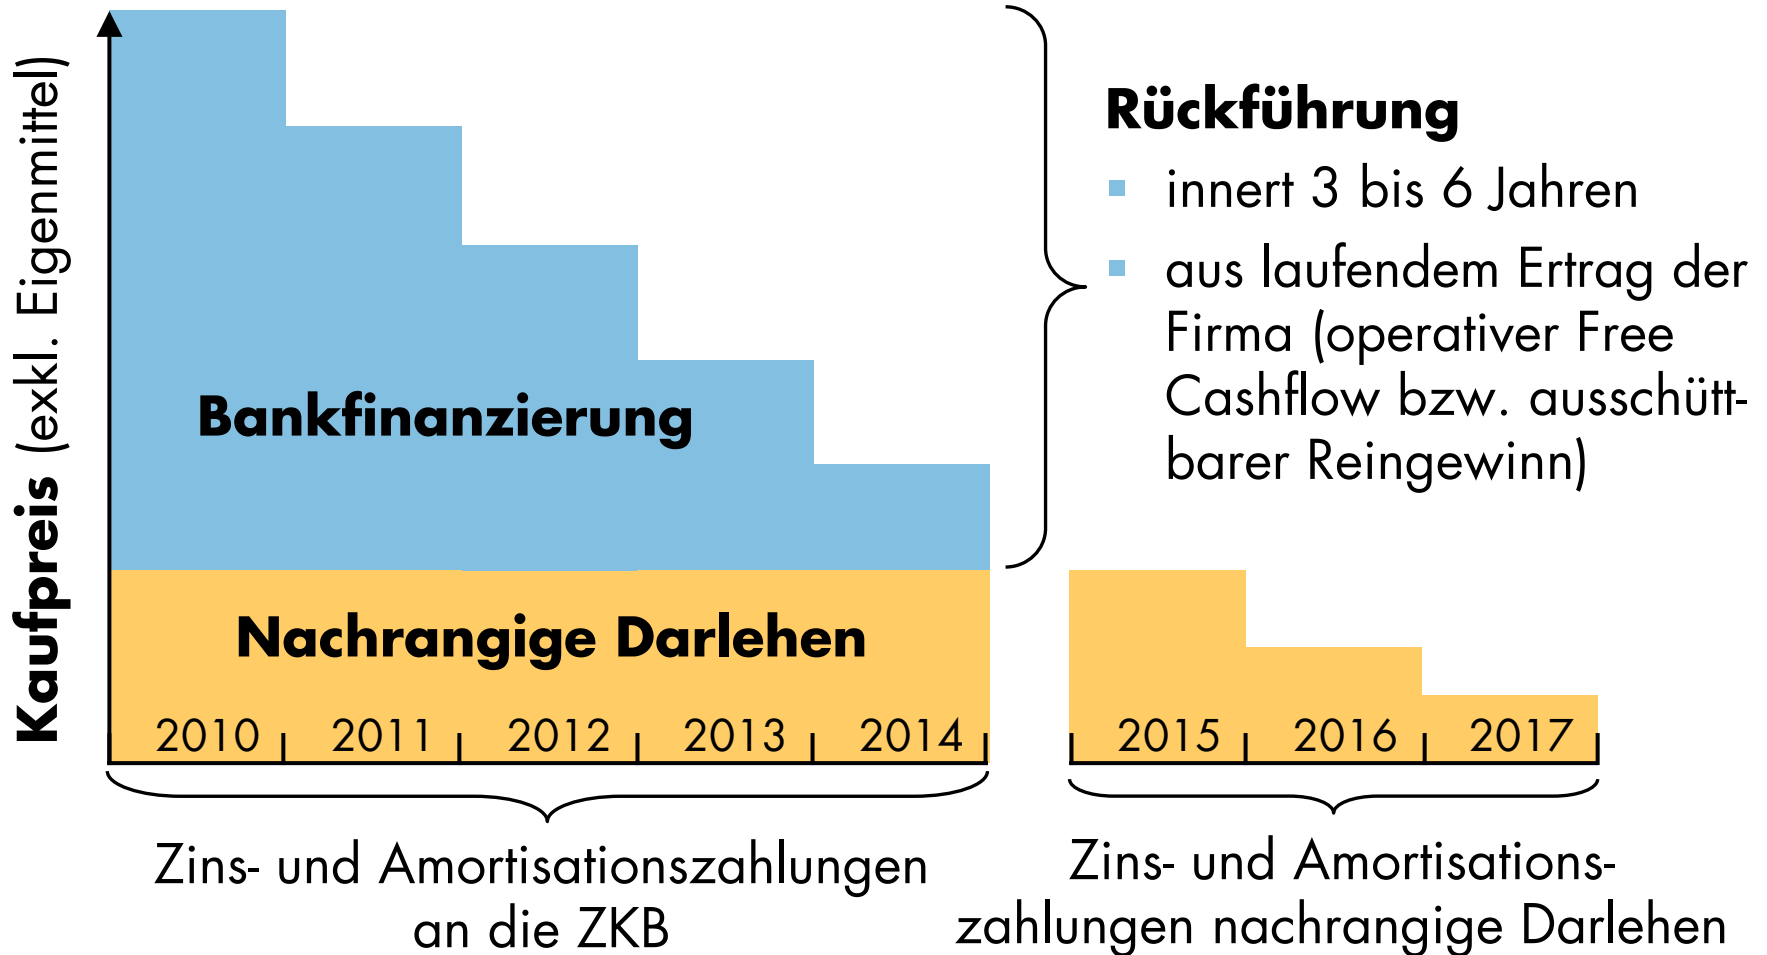 Kaufpreis (exkl. Eigenmittel)
Bankfinanzierung
Nachrangige Darlehen
2010 2011 2012 2013 2014
Zins- und Amortisationszahlungen
an die ZKB
Rückführung
innert 3 bis 6 Jahren
aus laufendem Ertrag der
Firma (operativer Free
Cashflow bzw. ausschütt-
barer Reingewinn)
2015 2016 2017
Zins- und Amortisations-
zahlungen nachrangige Darlehen